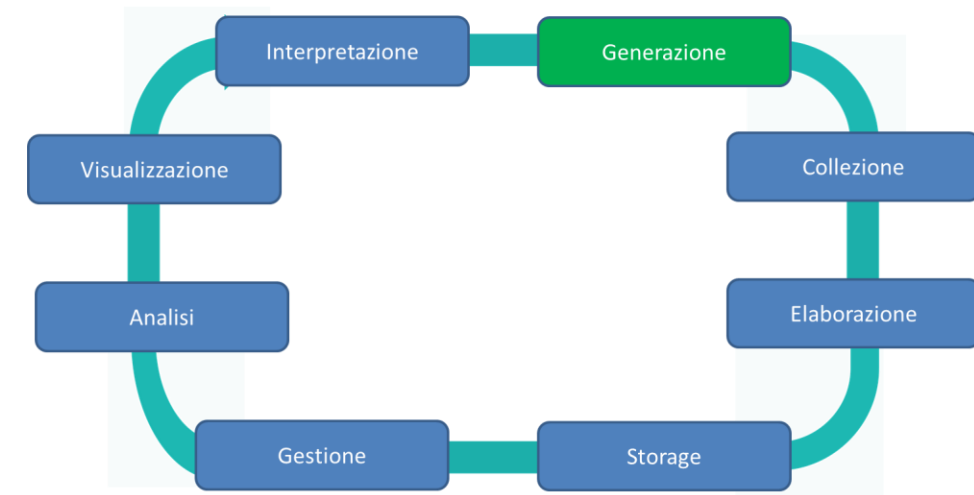 Interpretazione
Generazione
Visualizzazione
Collezione
Analisi
Elaborazione
Gestione
Storage